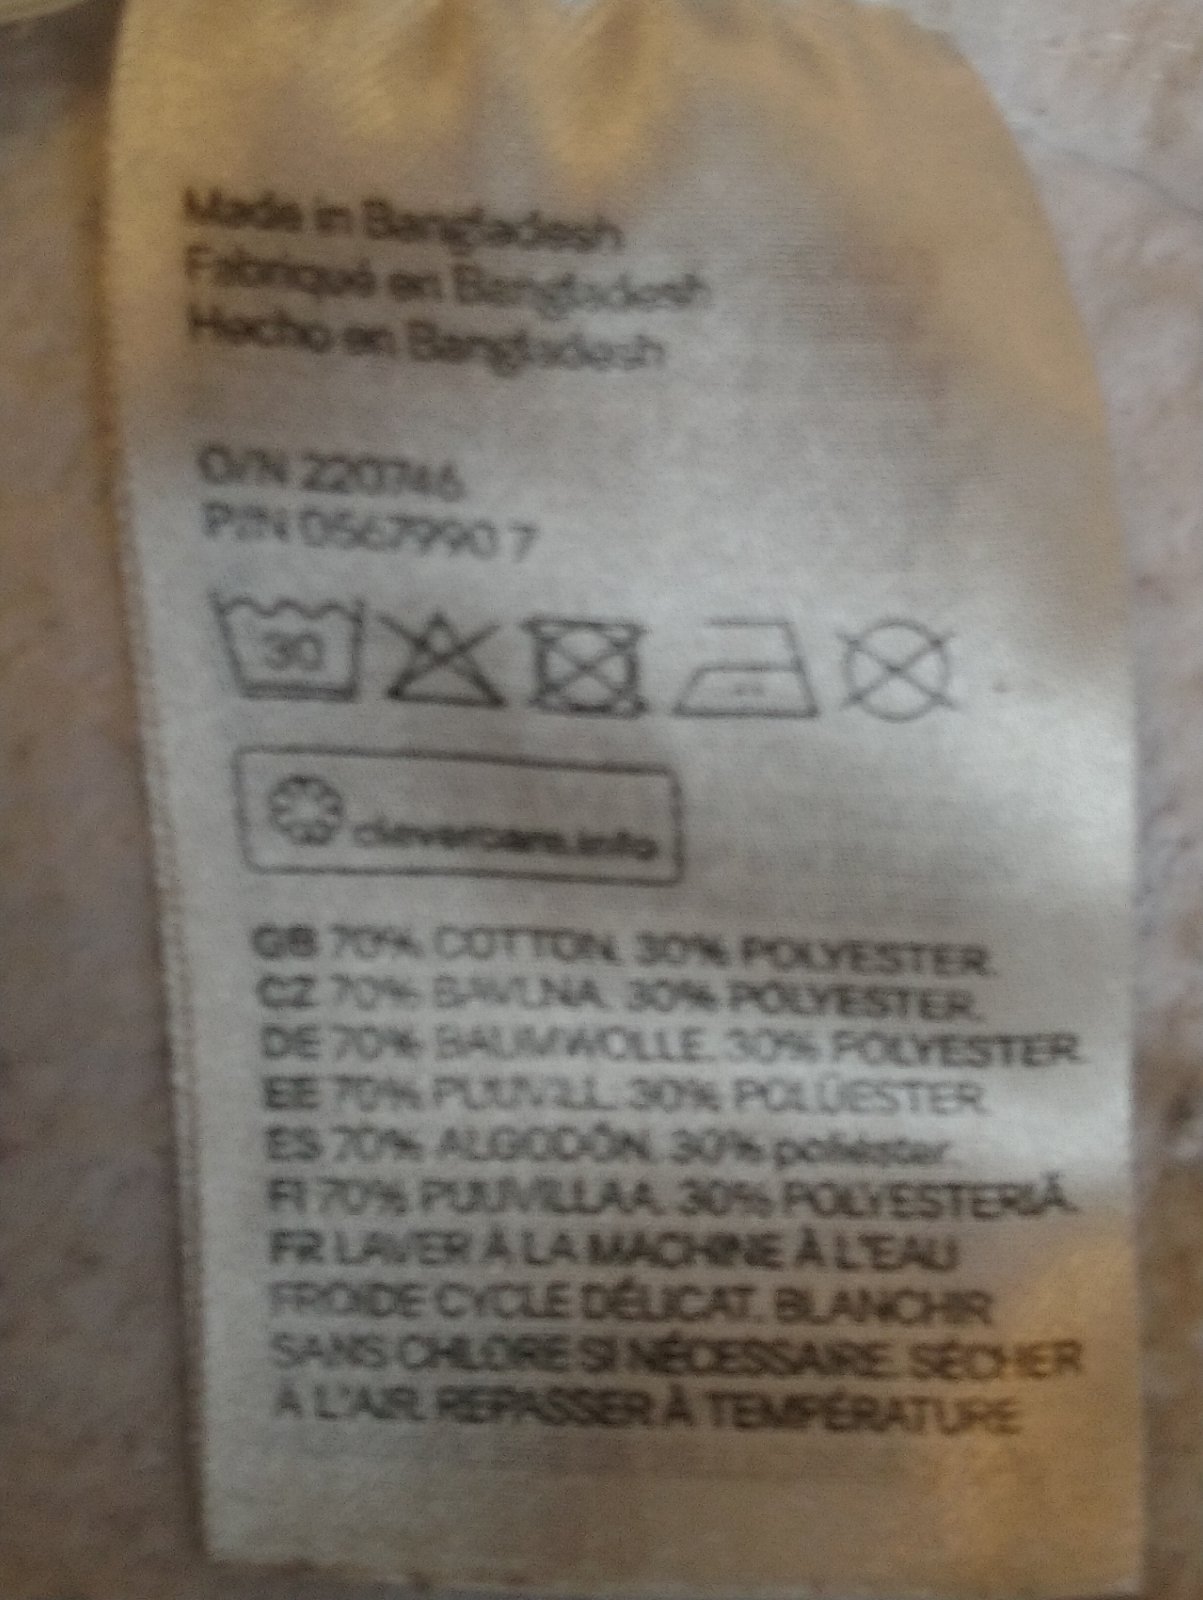 Made in Bangladesh
Fabriqué en Bangladesh
Hecho en Bangladesh
O/N 220746
P/N 0567990 7
30
clevercare.info
GB 70% COTTON. 30% POLYESTER.
CZ 70% BAVLNA. 30% POLYESTER.
DE 70% BAUMWOLLE. 30% POLYESTER.
EE 70% PUUVILL. 30% POLÜESTER.
ES 70% ALGODÓN. 30% poliéster.
FI 70% PUUVILLAA. 30% POLYESTERIÄ.
FR LAVER À LA MACHINE À L'EAU
FROIDE CYCLE DÉLICAT. BLANCHIR
SANS CHLORE SI NÉCESSAIRE. SÉCHER
À L'AIR. REPASSER À TEMPÉRATURE